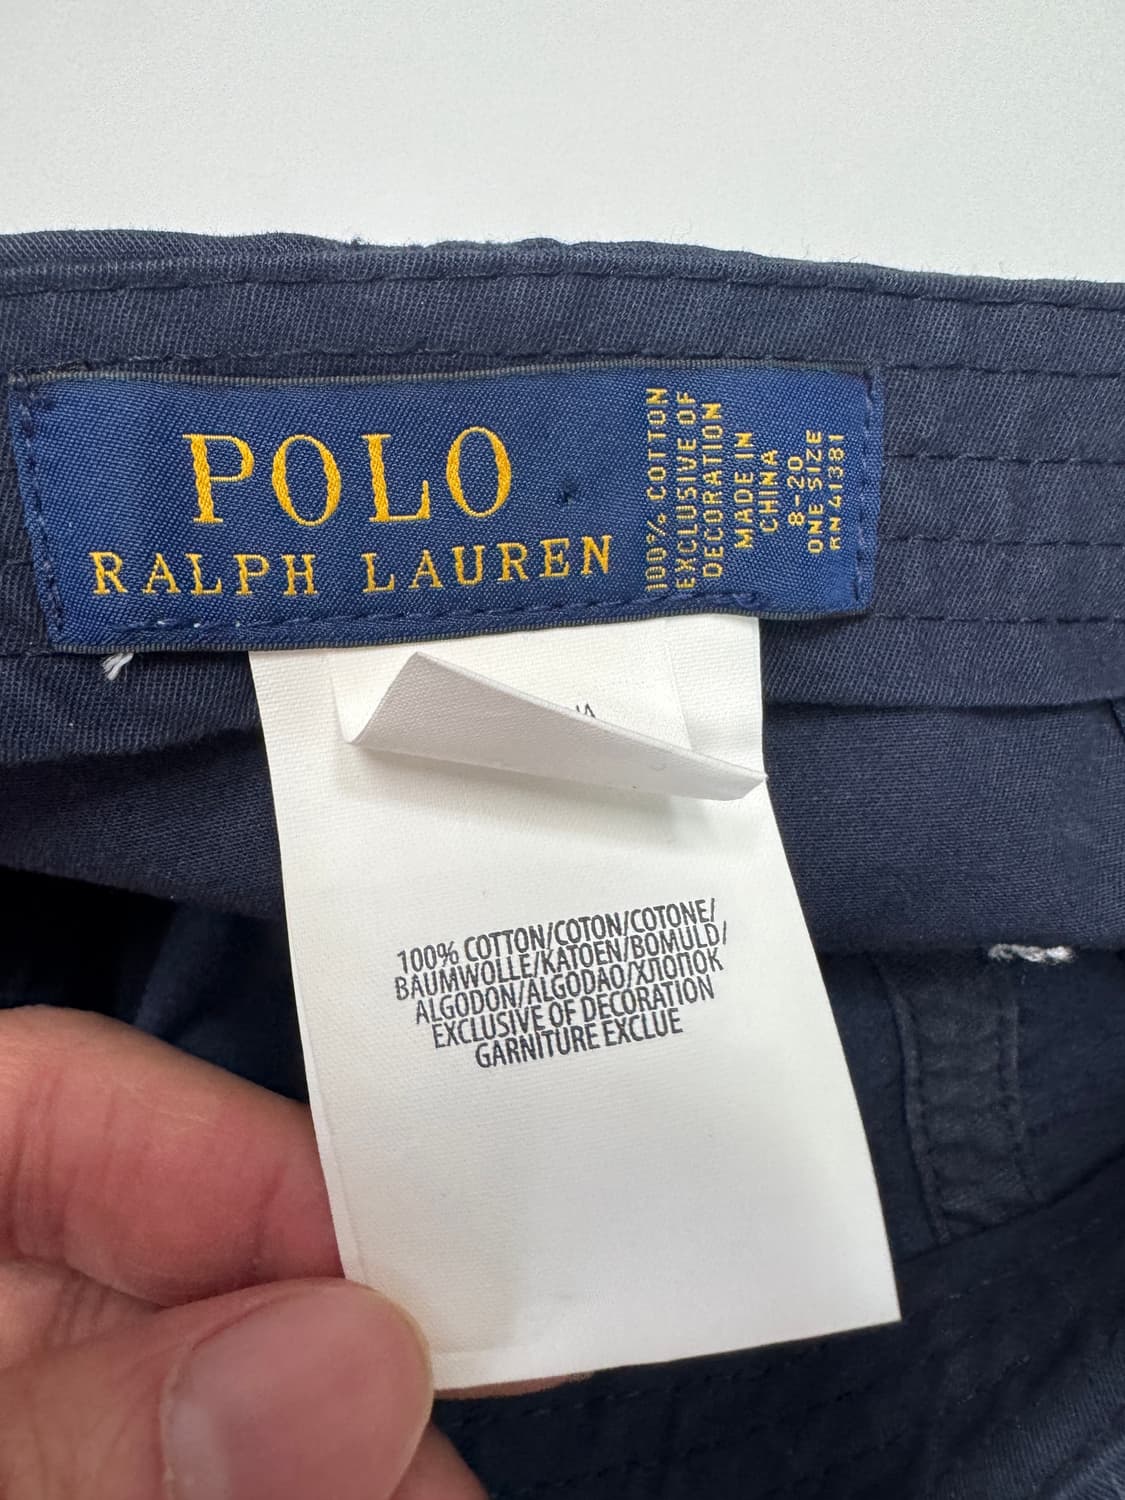 POLO
RALPH LAUREN
100% COTTON
EXCLUSIVE OF
DECORATION
MADE IN
CHINA
8-20
ONE SIZE
RN 41381
100% COTTON/COTON/COTONE/
BAUMWOLLE/KATOEN/BOMULD/
ALGODON/ALGODAO/ХЛОПОК
EXCLUSIVE OF DECORATION
GARNITURE EXCLUE